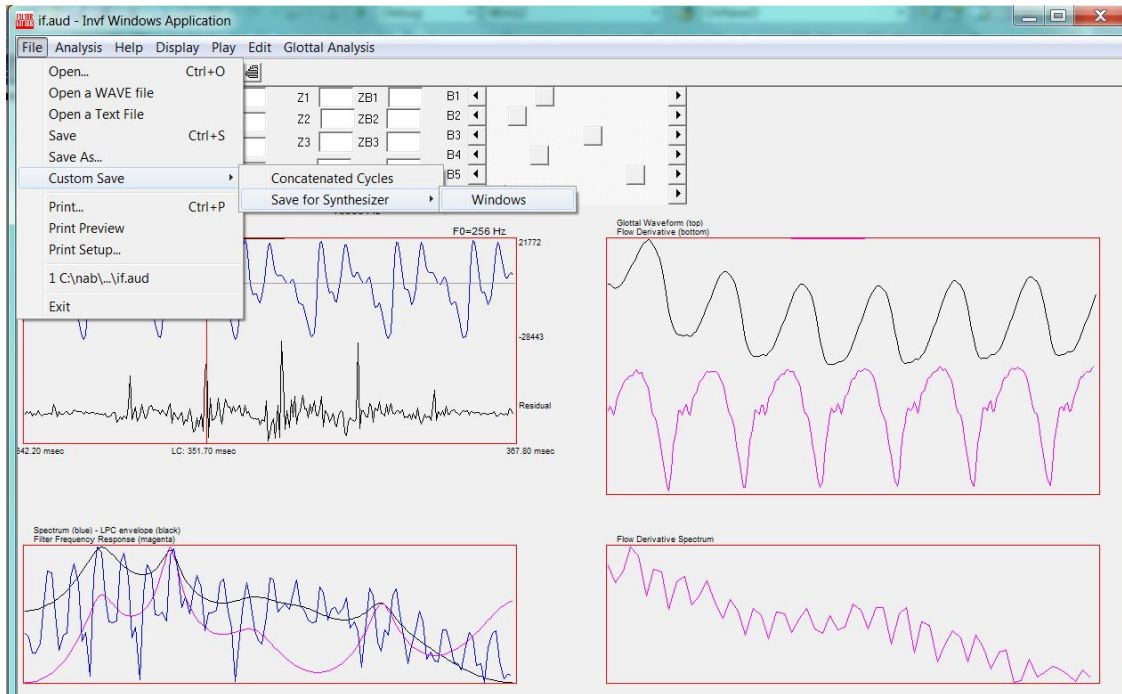 if.aud - Invf Windows Application
File Analysis Help Display Play Edit Glottal Analysis
Open... Ctrl+O
Open a WAVE file
Open a Text File
Save Ctrl+S
Save As...
Custom Save
Print... Ctrl+P
Print Preview
Print Setup...
1 C:\nab\...\if.aud
Exit
Concatenated Cycles
Save for Synthesizer
Windows
Z1 ZB1 B1
Z2 ZB2 B2
Z3 ZB3 B3
B4
B5
F0=256 Hz
21772
-28443
Residual
342.20 msec LC: 351.70 msec 367.80 msec
Glottal Waveform (top)
Flow Derivative (bottom)
Spectrum (blue) - LPC envelope (black)
Filter Frequency Response (magenta)
Flow Derivative Spectrum